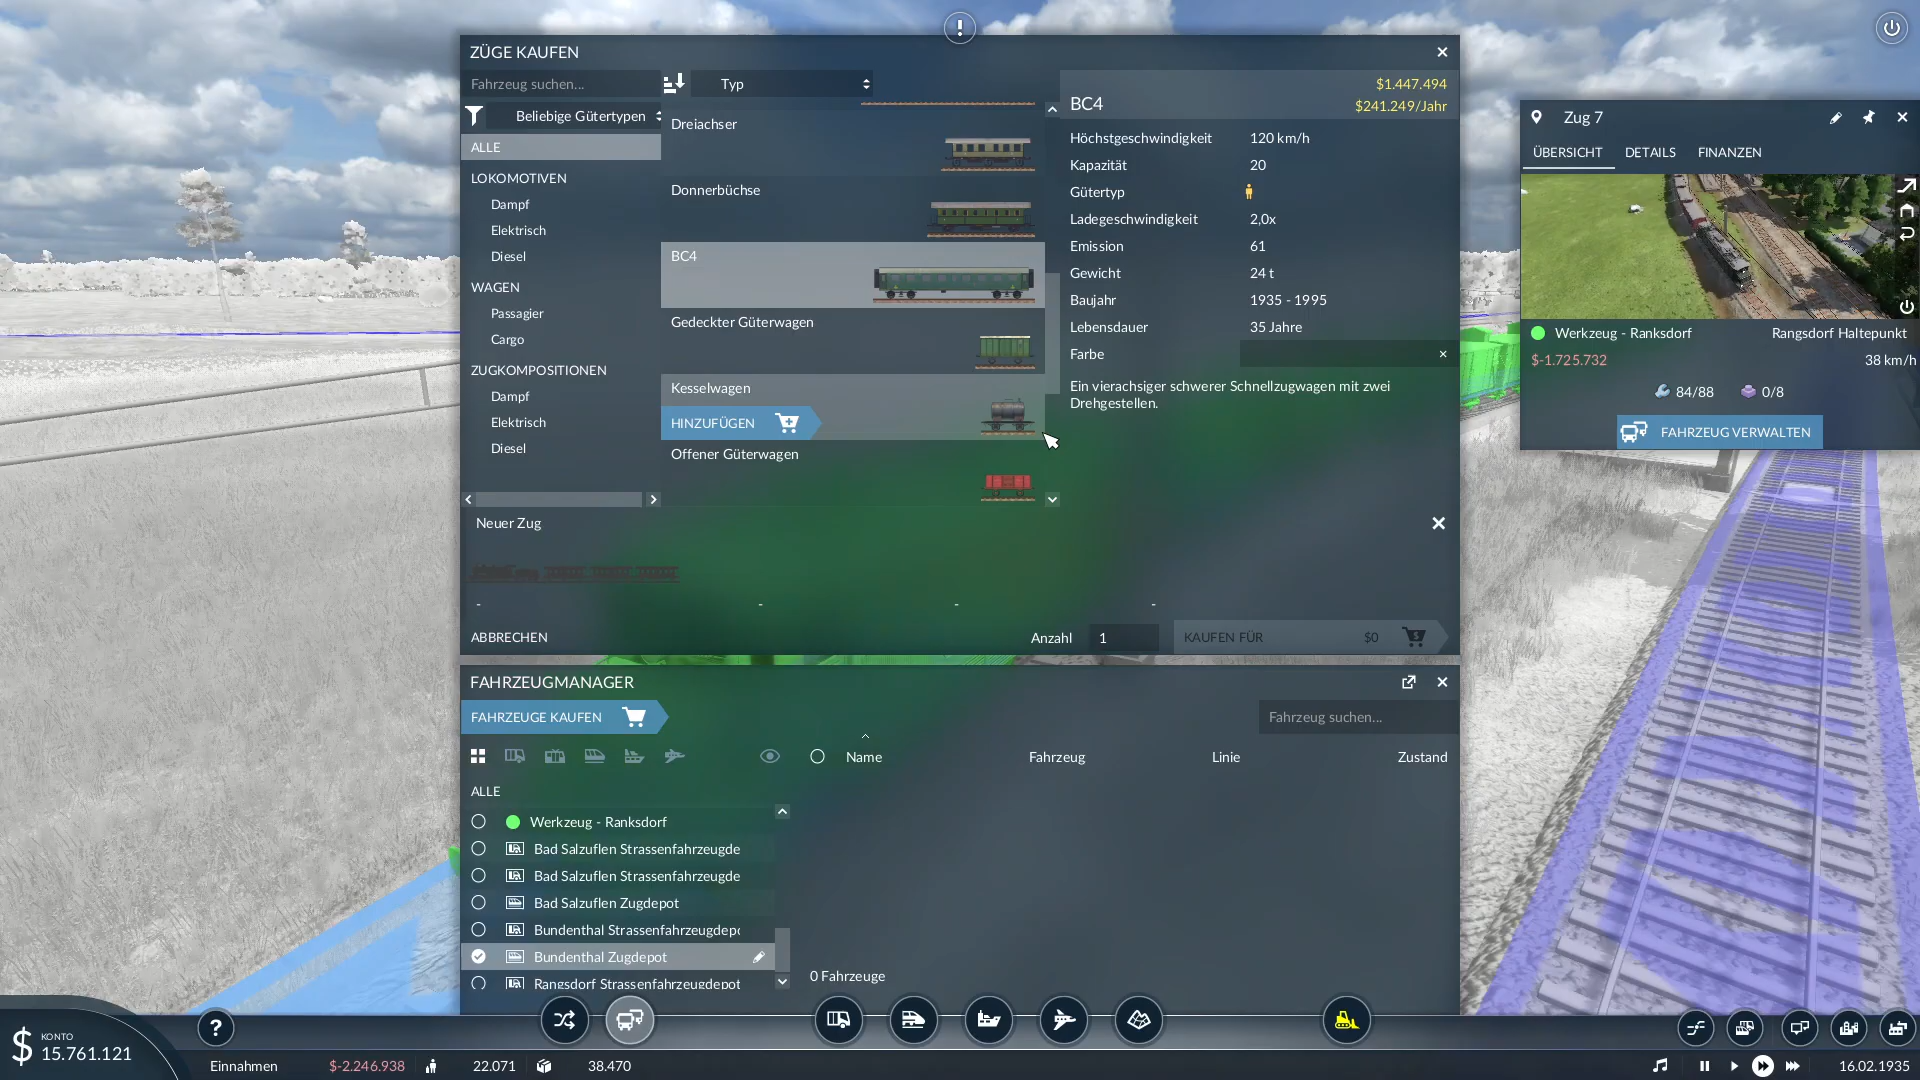 ZÜGE KAUFEN
Fahrzeug suchen...
Typ
Beliebige Gütertypen
ALLE
LOKOMOTIVEN
Dampf
Elektrisch
Diesel
WAGEN
Passagier
Cargo
ZUGKOMPOSITIONEN
Dampf
Elektrisch
Diesel
Dreiachser
Donnerbüchse
BC4
Gedeckter Güterwagen
Kesselwagen
HINZUFÜGEN
Offener Güterwagen
BC4
$1.447.494
$241.249/Jahr
Höchstgeschwindigkeit 120 km/h
Kapazität 20
Gütertyp
Ladegeschwindigkeit 2,0x
Emission 61
Gewicht 24 t
Baujahr 1935 - 1995
Lebensdauer 35 Jahre
Farbe
Ein vierachsiger schwerer Schnellzugwagen mit zwei
Drehgestellen.
Neuer Zug
- - - -
ABBRECHEN
Anzahl 1
KAUFEN FÜR $0
Zug 7
ÜBERSICHT DETAILS FINANZEN
Werkzeug - Ranksdorf Rangsdorf Haltepunkt
$-1.725.732 38 km/h
84/88 0/8
FAHRZEUG VERWALTEN
FAHRZEUGMANAGER
FAHRZEUGE KAUFEN
Fahrzeug suchen...
Name Fahrzeug Linie Zustand
ALLE
Werkzeug - Ranksdorf
Bad Salzuflen Strassenfahrzeugde
Bad Salzuflen Strassenfahrzeugde
Bad Salzuflen Zugdepot
Bundenthal Strassenfahrzeugdepo
Bundenthal Zugdepot
Rangsdorf Strassenfahrzeugdepot
0 Fahrzeuge
?
$ KONTO
15.761.121
Einnahmen $-2.246.938 22.071 38.470
16.02.1935